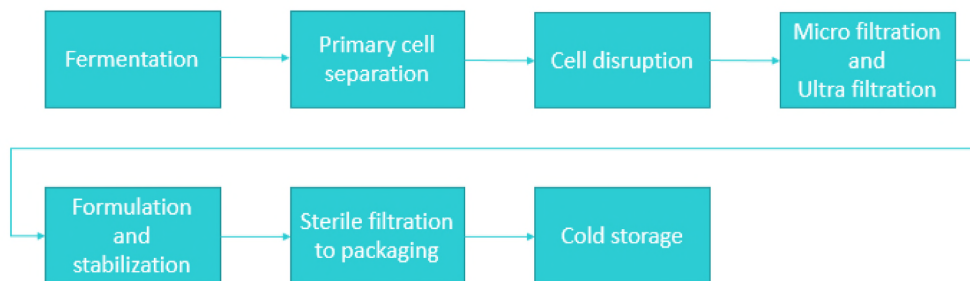 Fermentation
Primary cell
separation
Cell disruption
Micro filtration
and
Ultra filtration
Formulation
and
stabilization
Sterile filtration
to packaging
Cold storage